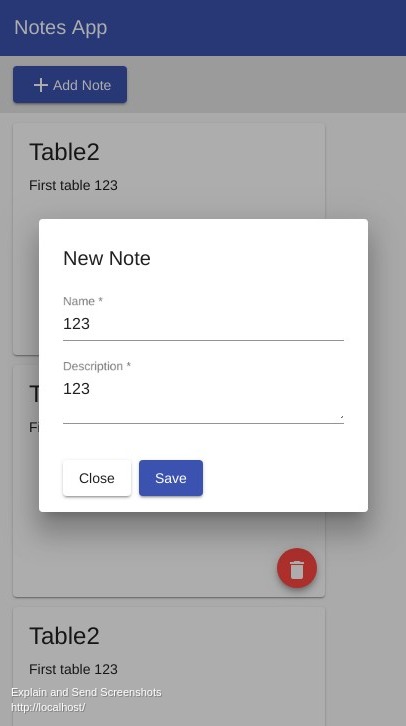 Notes App
Add Note
Table2
First table 123
New Note
Name *
123
Description *
123
Close
Save
Table2
First table 123
Explain and Send Screenshots
http://localhost/